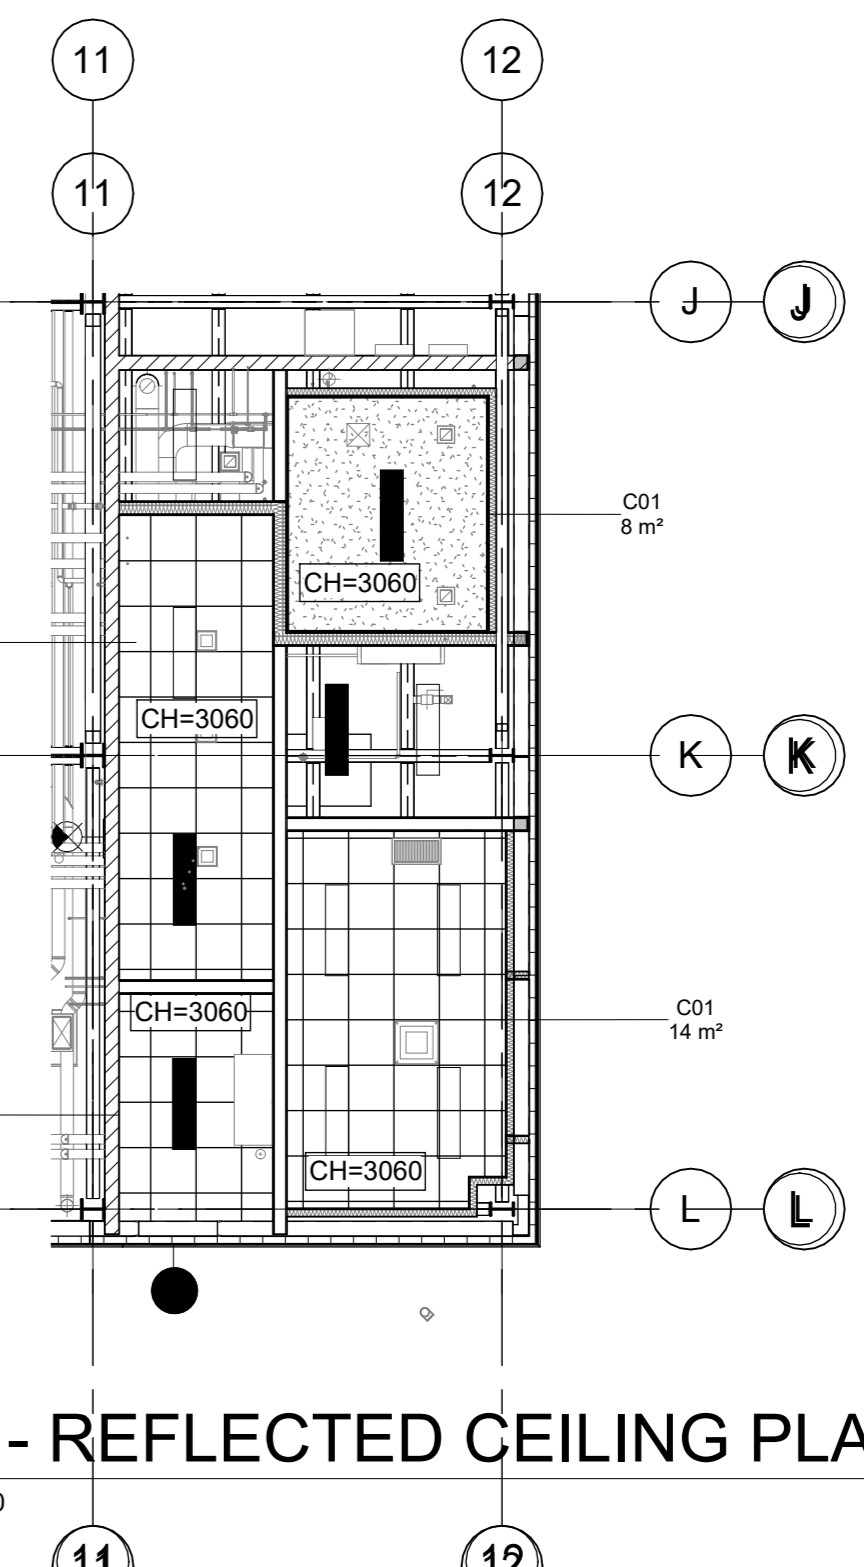 11
12
11
12
J
J
C01
8 m²
CH=3060
CH=3060
K
K
CH=3060
C01
14 m²
CH=3060
L
L
- REFLECTED CEILING PLA
0
11
12